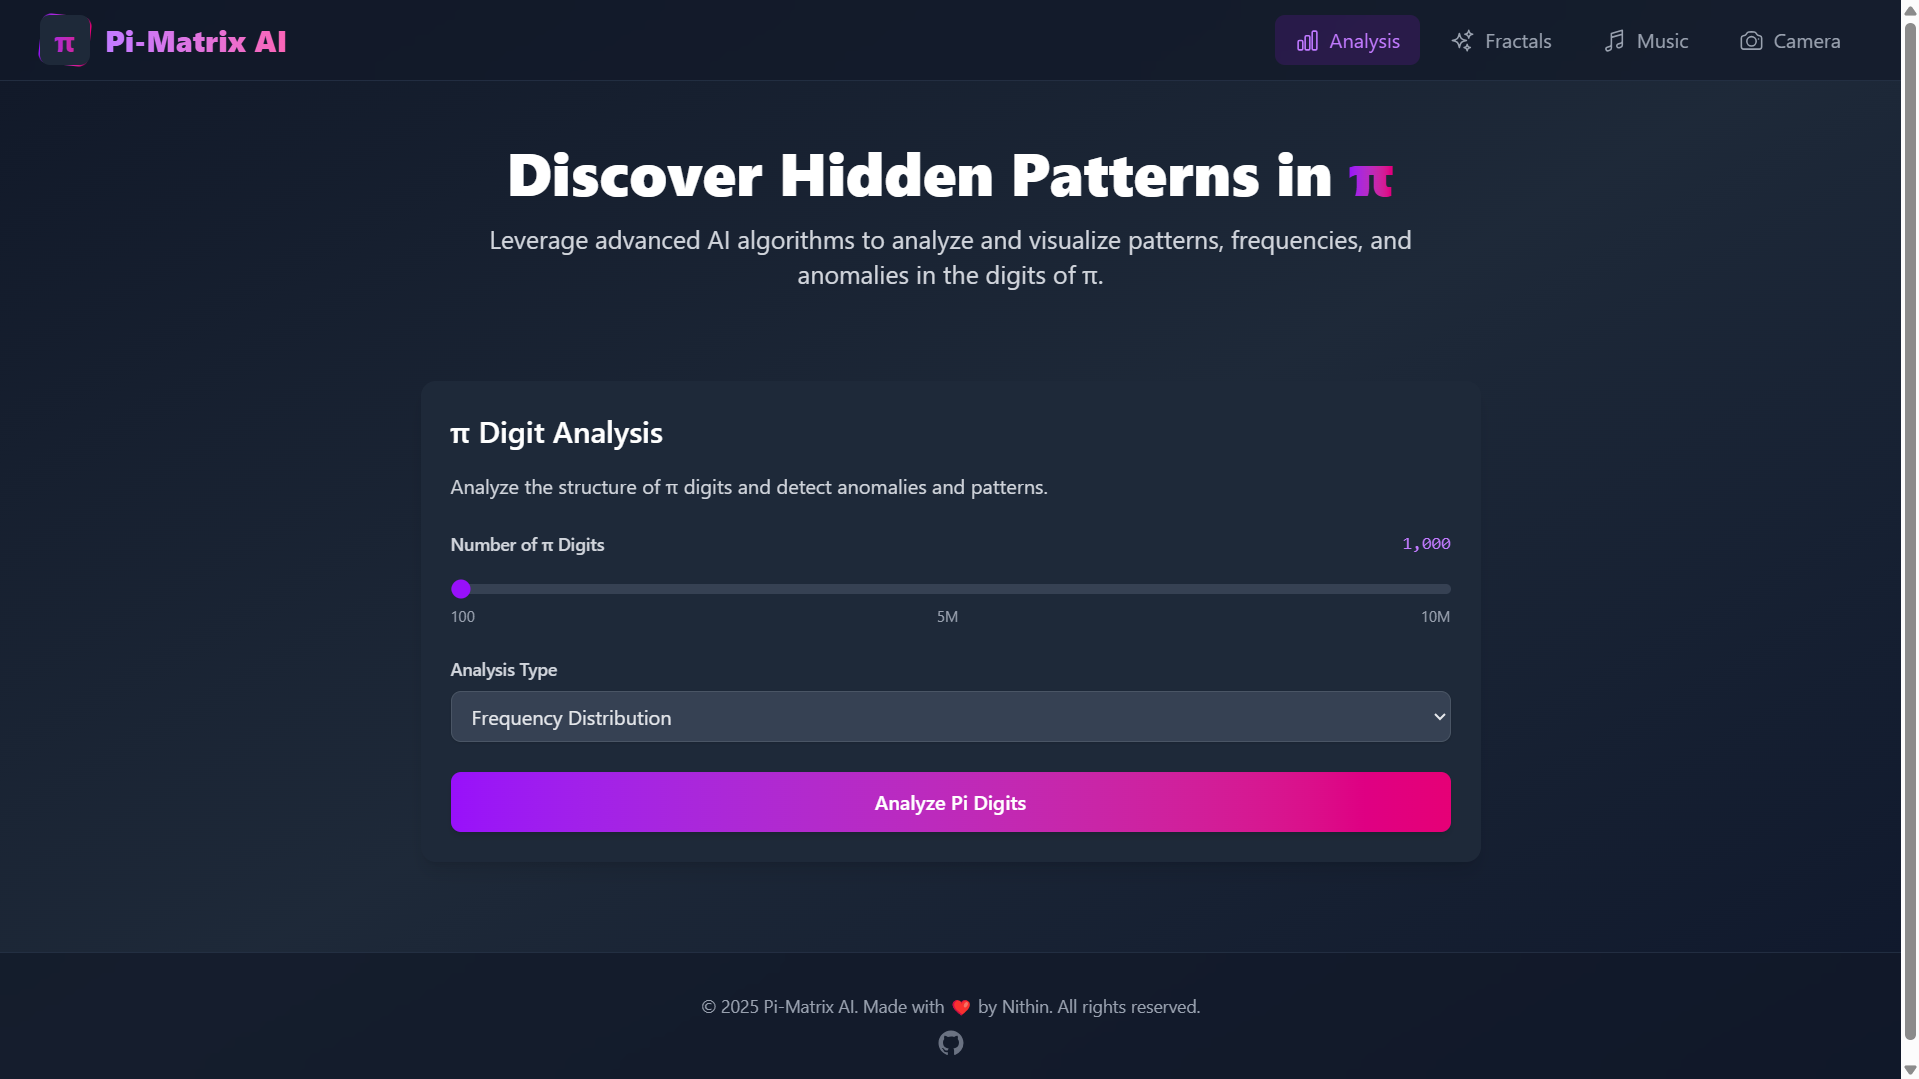 π Pi-Matrix AI
Analysis Fractals Music Camera
Discover Hidden Patterns in π
Leverage advanced AI algorithms to analyze and visualize patterns, frequencies, and
anomalies in the digits of π.
π Digit Analysis
Analyze the structure of π digits and detect anomalies and patterns.
Number of π Digits 1,000
100 5M 10M
Analysis Type
Frequency Distribution
Analyze Pi Digits
© 2025 Pi-Matrix AI. Made with ❤️ by Nithin. All rights reserved.